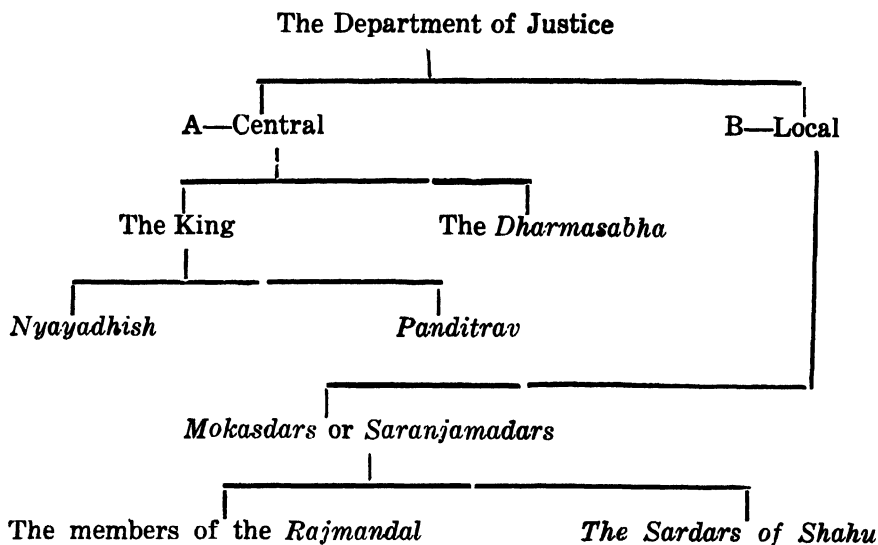 The Department of Justice
A—Central B—Local
The King The Dharmasabha
Nyayadhish Panditrav
Mokasdars or Saranjamadars
The members of the Rajmandal The Sardars of Shahu